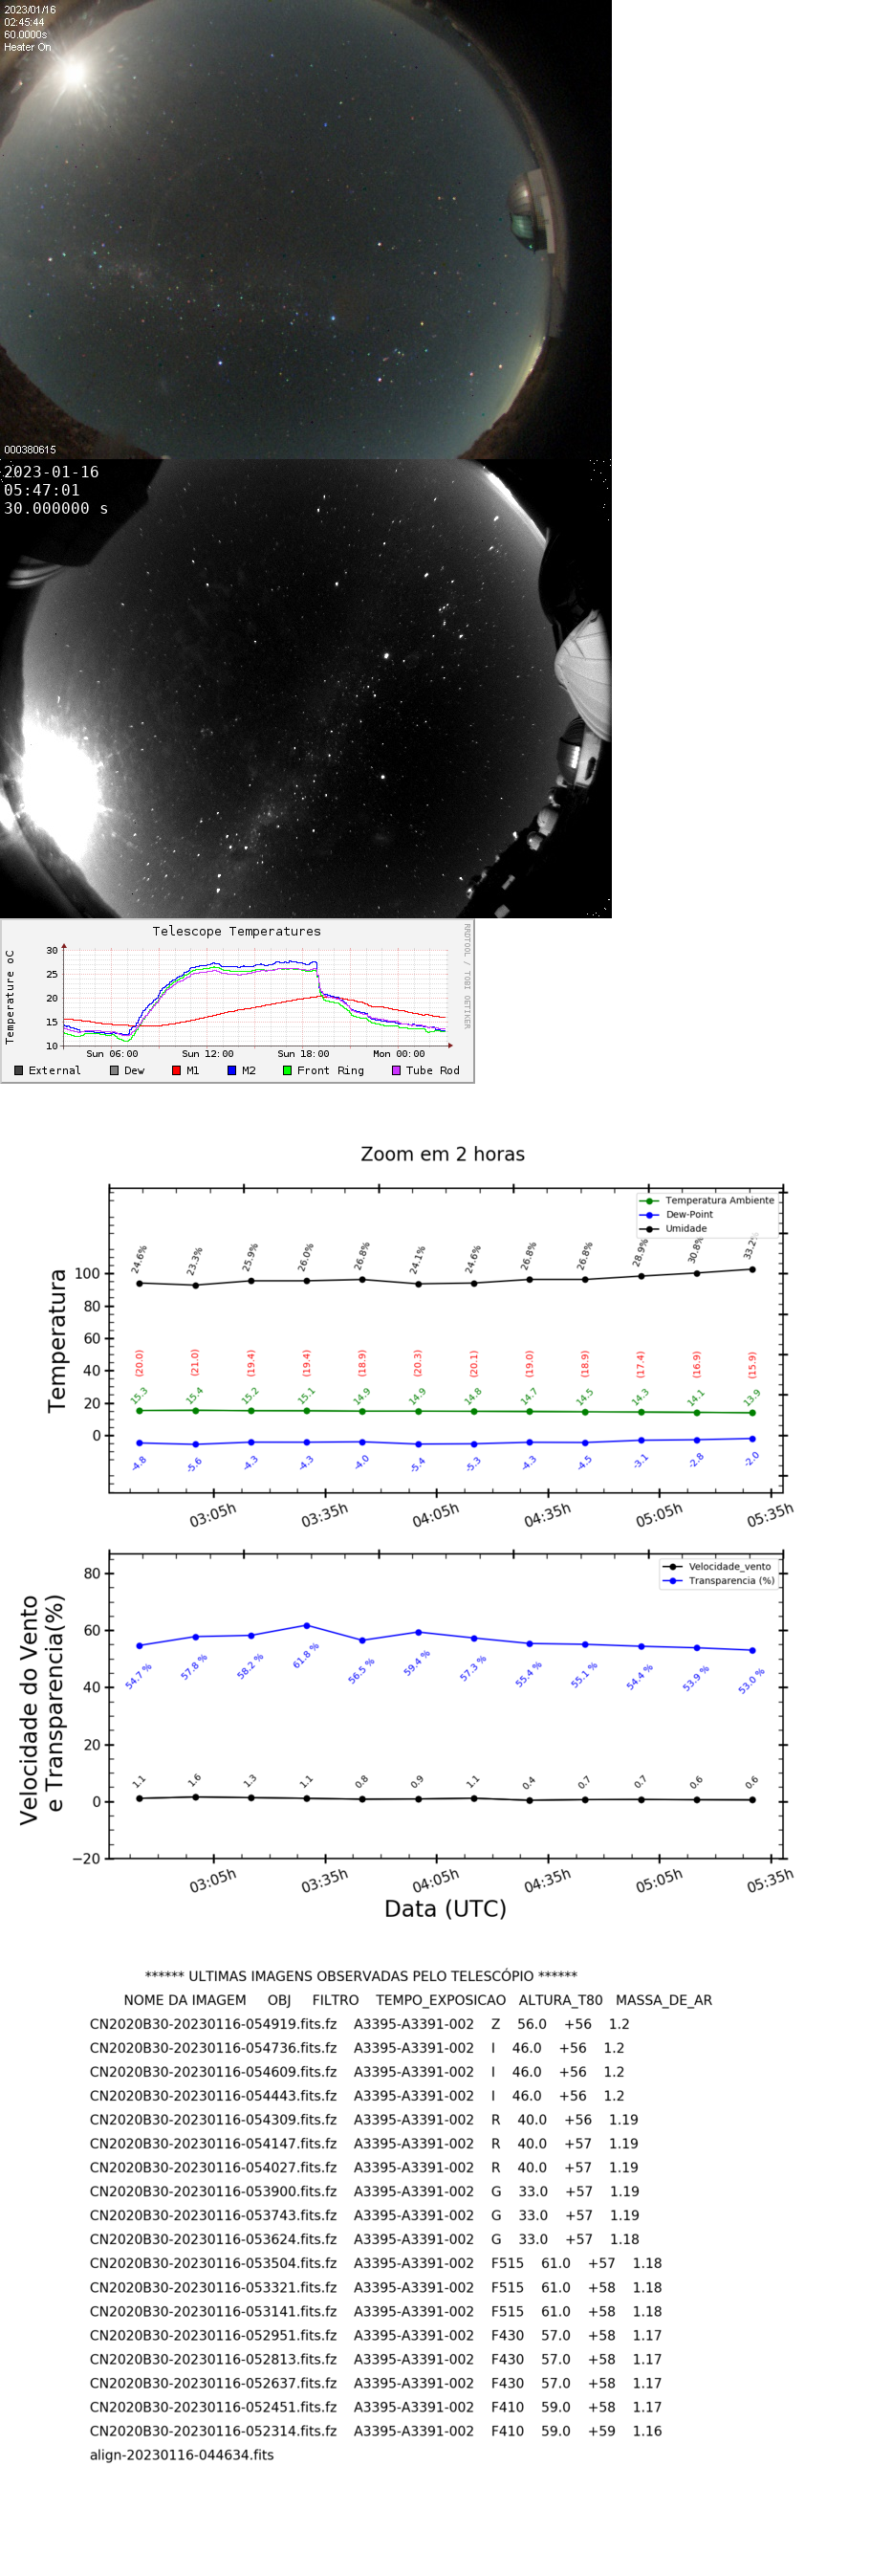 2023/01/16
02:45:44
60.0000s
Heater On
000380615
2023-01-16
05:47:01
30.000000 s
Telescope Temperatures
RRDTOOL / TOBI OETIKER
Temperature oC
30
25
20
15
10
Sun 06:00 Sun 12:00 Sun 18:00 Mon 00:00
External Dew M1 M2 Front Ring Tube Rod
Zoom em 2 horas
Temperatura Ambiente
Dew-Point
Umidade
Temperatura
100
80
60
40
20
0
24.6% 23.3% 25.9% 26.0% 26.8% 24.1% 24.6% 26.8% 26.8% 28.9% 30.8% 33.2%
(20.0) (21.0) (19.4) (19.4) (18.9) (20.3) (20.1) (19.0) (18.9) (17.4) (16.9) (15.9)
15.3 15.4 15.2 15.1 14.9 14.9 14.8 14.7 14.5 14.3 14.1 13.9
-4.8 -5.6 -4.3 -4.3 -4.0 -5.4 -5.3 -4.3 -4.5 -3.1 -2.8 -2.0
03:05h 03:35h 04:05h 04:35h 05:05h 05:35h
Velocidade_vento
Transparencia (%)
Velocidade do Vento
e Transparencia(%)
80
60
40
20
0
−20
54.7 % 57.8 % 58.2 % 61.8 % 56.5 % 59.4 % 57.3 % 55.4 % 55.1 % 54.4 % 53.9 % 53.0 %
1.1 1.6 1.3 1.1 0.8 0.9 1.1 0.4 0.7 0.7 0.6 0.6
03:05h 03:35h 04:05h 04:35h 05:05h 05:35h
Data (UTC)
****** ULTIMAS IMAGENS OBSERVADAS PELO TELESCÓPIO ******
NOME DA IMAGEM OBJ FILTRO TEMPO_EXPOSICAO ALTURA_T80 MASSA_DE_AR
CN2020B30-20230116-054919.fits.fz A3395-A3391-002 Z 56.0 +56 1.2
CN2020B30-20230116-054736.fits.fz A3395-A3391-002 I 46.0 +56 1.2
CN2020B30-20230116-054609.fits.fz A3395-A3391-002 I 46.0 +56 1.2
CN2020B30-20230116-054443.fits.fz A3395-A3391-002 I 46.0 +56 1.2
CN2020B30-20230116-054309.fits.fz A3395-A3391-002 R 40.0 +56 1.19
CN2020B30-20230116-054147.fits.fz A3395-A3391-002 R 40.0 +57 1.19
CN2020B30-20230116-054027.fits.fz A3395-A3391-002 R 40.0 +57 1.19
CN2020B30-20230116-053900.fits.fz A3395-A3391-002 G 33.0 +57 1.19
CN2020B30-20230116-053743.fits.fz A3395-A3391-002 G 33.0 +57 1.19
CN2020B30-20230116-053624.fits.fz A3395-A3391-002 G 33.0 +57 1.18
CN2020B30-20230116-053504.fits.fz A3395-A3391-002 F515 61.0 +57 1.18
CN2020B30-20230116-053321.fits.fz A3395-A3391-002 F515 61.0 +58 1.18
CN2020B30-20230116-053141.fits.fz A3395-A3391-002 F515 61.0 +58 1.18
CN2020B30-20230116-052951.fits.fz A3395-A3391-002 F430 57.0 +58 1.17
CN2020B30-20230116-052813.fits.fz A3395-A3391-002 F430 57.0 +58 1.17
CN2020B30-20230116-052637.fits.fz A3395-A3391-002 F430 57.0 +58 1.17
CN2020B30-20230116-052451.fits.fz A3395-A3391-002 F410 59.0 +58 1.17
CN2020B30-20230116-052314.fits.fz A3395-A3391-002 F410 59.0 +59 1.16
align-20230116-044634.fits